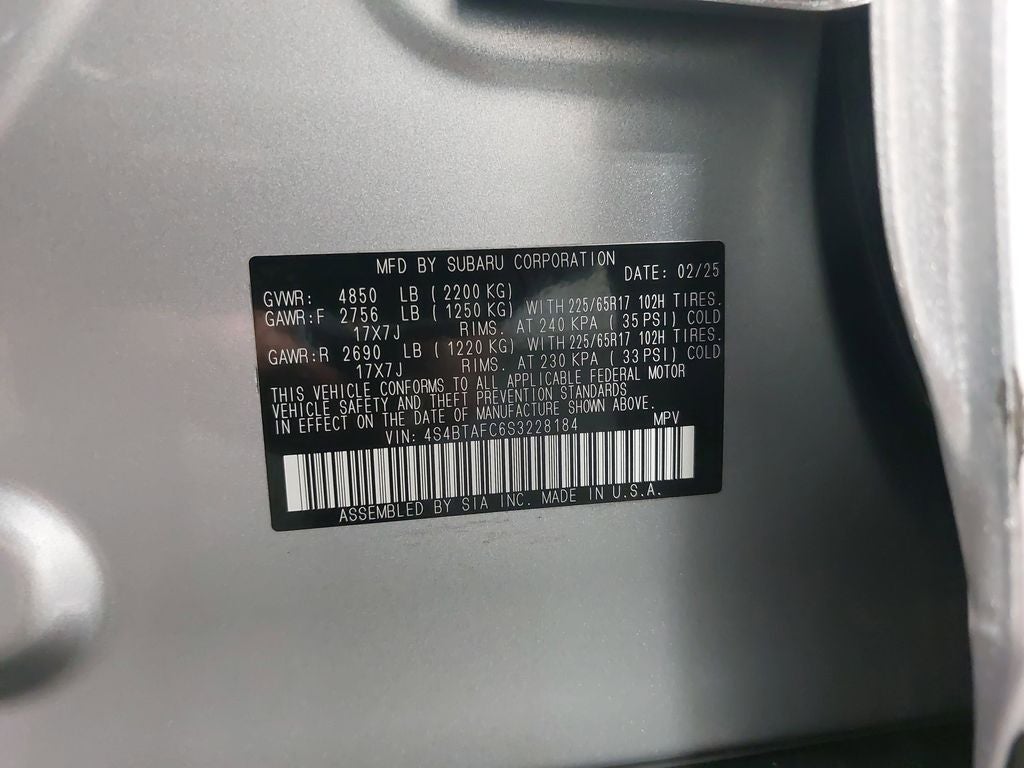 MFD BY SUBARU CORPORATION DATE: 02/25
GVWR: 4850 LB ( 2200 KG)
GAWR:F 2756 LB ( 1250 KG) WITH 225/65R17 102H TIRES.
17X7J RIMS. AT 240 KPA ( 35 PSI) COLD
GAWR:R 2690 LB ( 1220 KG) WITH 225/65R17 102H TIRES.
17X7J RIMS. AT 230 KPA ( 33 PSI) COLD
THIS VEHICLE CONFORMS TO ALL APPLICABLE FEDERAL MOTOR
VEHICLE SAFETY AND THEFT PREVENTION STANDARDS
IN EFFECT ON THE DATE OF MANUFACTURE SHOWN ABOVE.
VIN: 4S4BTAFC6S3228184 MPV
ASSEMBLED BY SIA INC. MADE IN U.S.A.